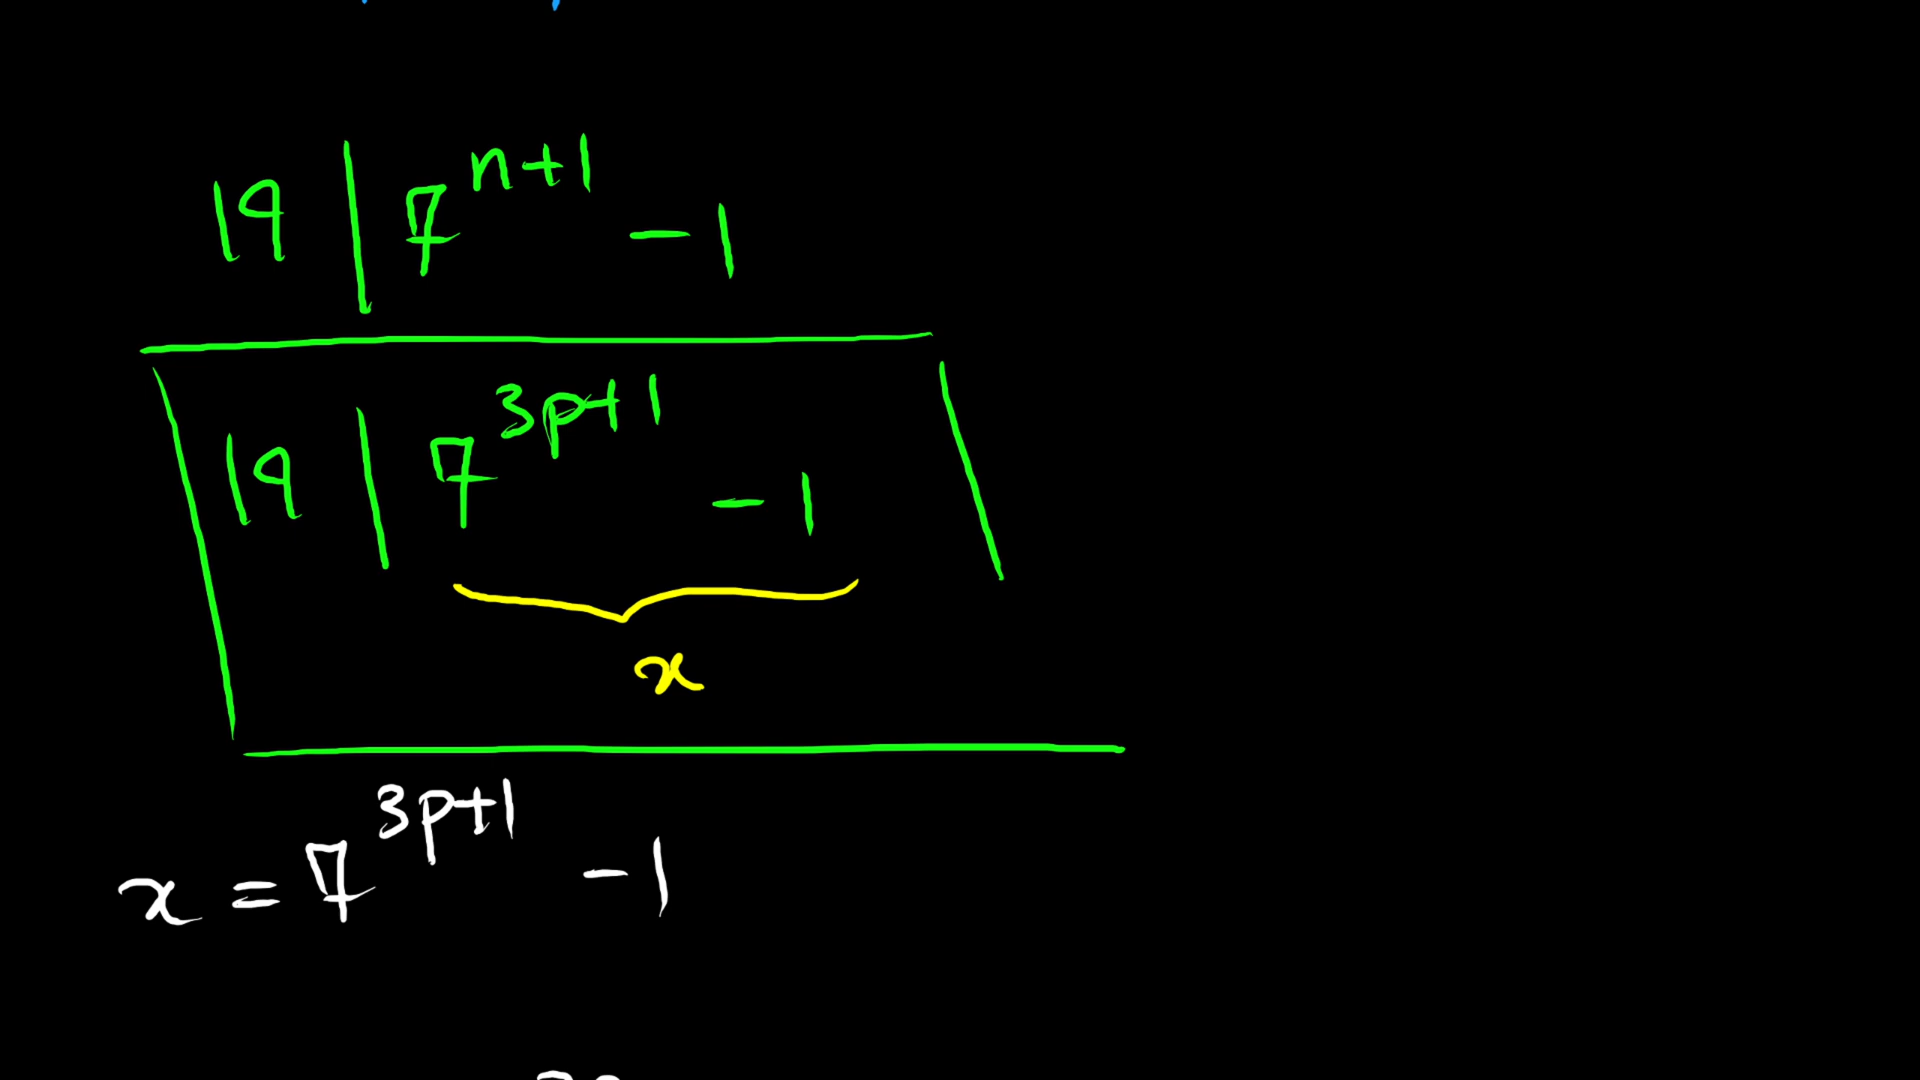 19 | 7^{n+1} - 1
19 | 7^{3p+1} - 1
x
x = 7^{3p+1} - 1